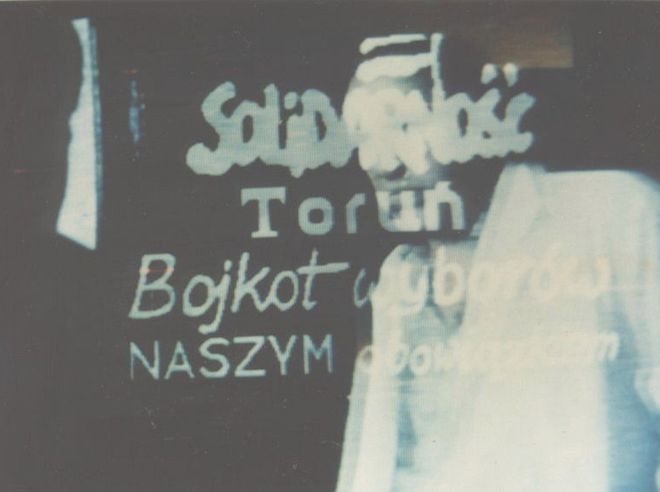 SoliDARNOŚĆ
Toruń
Bojkot wyborów
NASZYM obowiązkiem